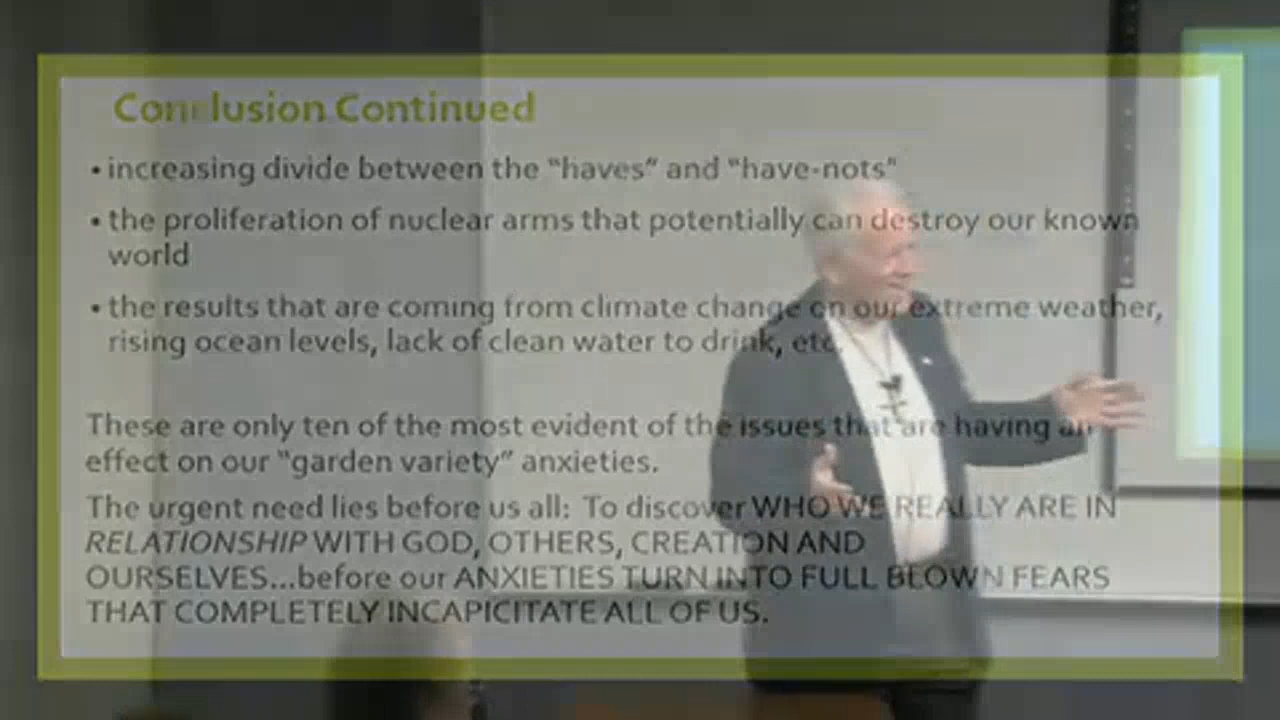 Conclusion Continued
• increasing divide between the “haves” and “have-nots”
• the proliferation of nuclear arms that potentially can destroy our known
world
• the results that are coming from climate change on our extreme weather,
rising ocean levels, lack of clean water to drink, etc.
These are only ten of the most evident of the issues that are having an
effect on our “garden variety” anxieties.
The urgent need lies before us all: To discover WHO WE REALLY ARE IN
RELATIONSHIP WITH GOD, OTHERS, CREATION AND
OURSELVES...before our ANXIETIES TURN INTO FULL BLOWN FEARS
THAT COMPLETELY INCAPICITATE ALL OF US.